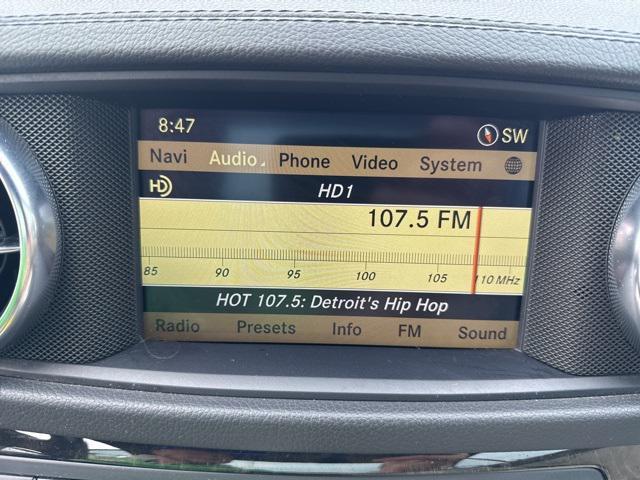 8:47 SW
Navi Audio Phone Video System
HD HD1
107.5 FM
85 90 95 100 105 110 MHz
HOT 107.5: Detroit's Hip Hop
Radio Presets Info FM Sound